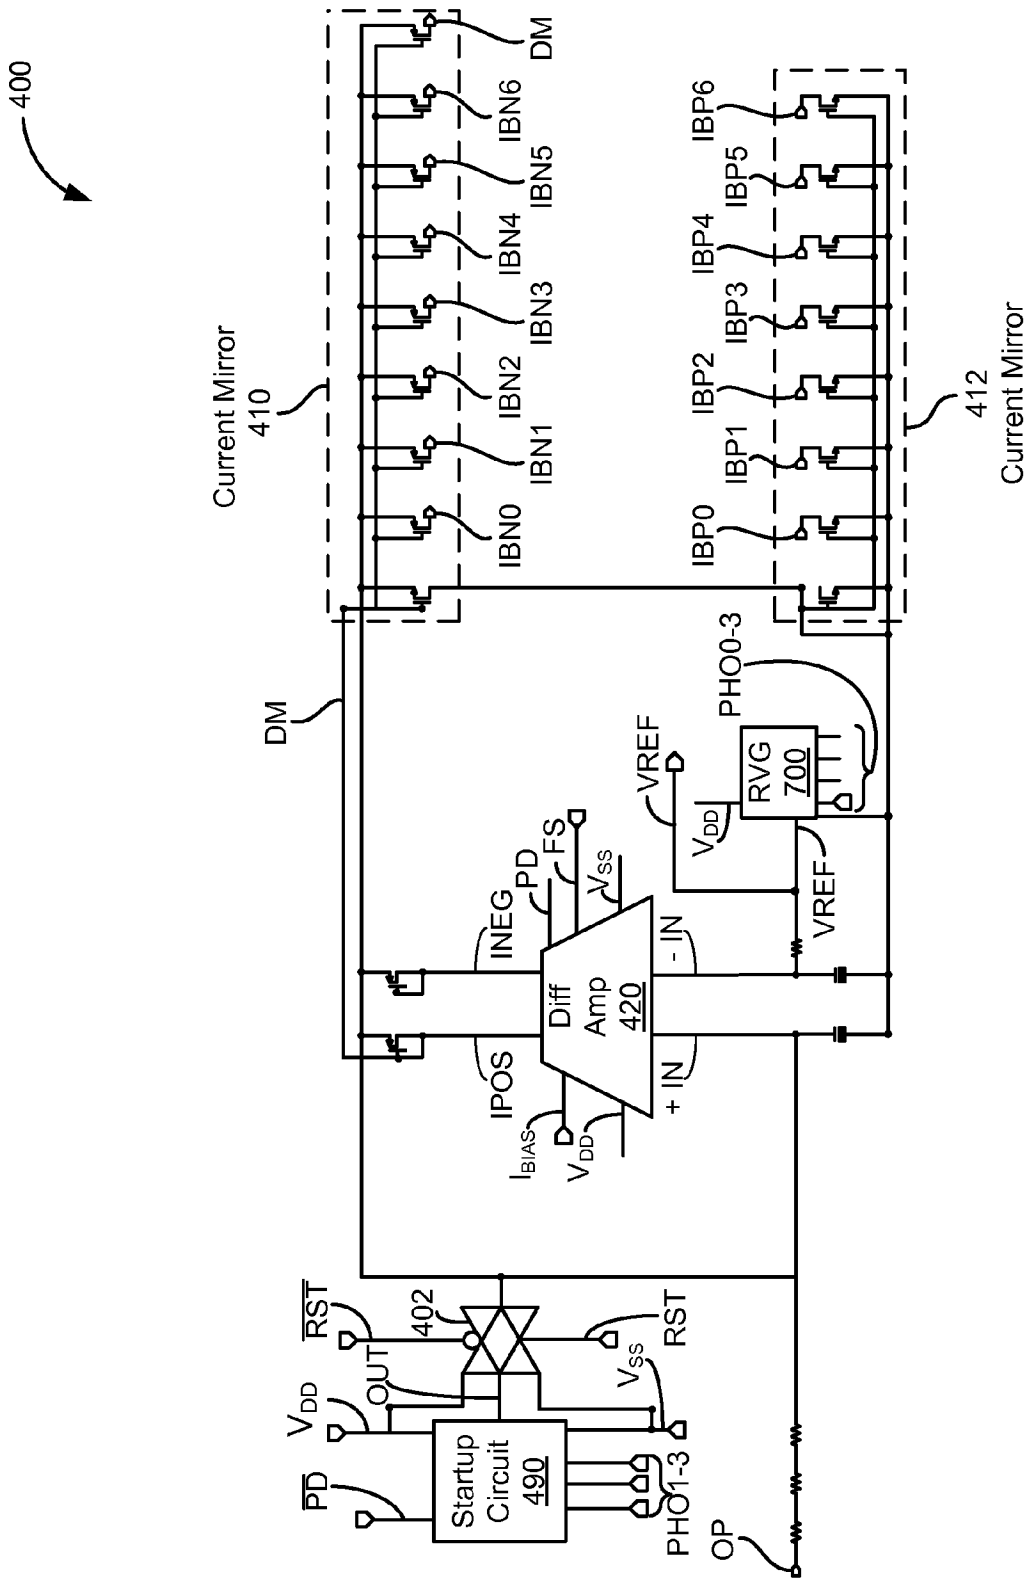 400
Current Mirror
410
DM
IBN6
IBN5
IBN4
IBN3
IBN2
IBN1
IBN0
IBP6
IBP5
IBP4
IBP3
IBP2
IBP1
IBP0
412
Current Mirror
DM
VREF
PHO0-3
VDD
RVG
700
VREF
INEG
PD
FS
VSS
- IN
Diff
Amp
420
IPOS
IBIAS
VDD
+ IN
RST
402
OUT
RST
VDD
VSS
PD
Startup
Circuit
490
PHO1-3
OP